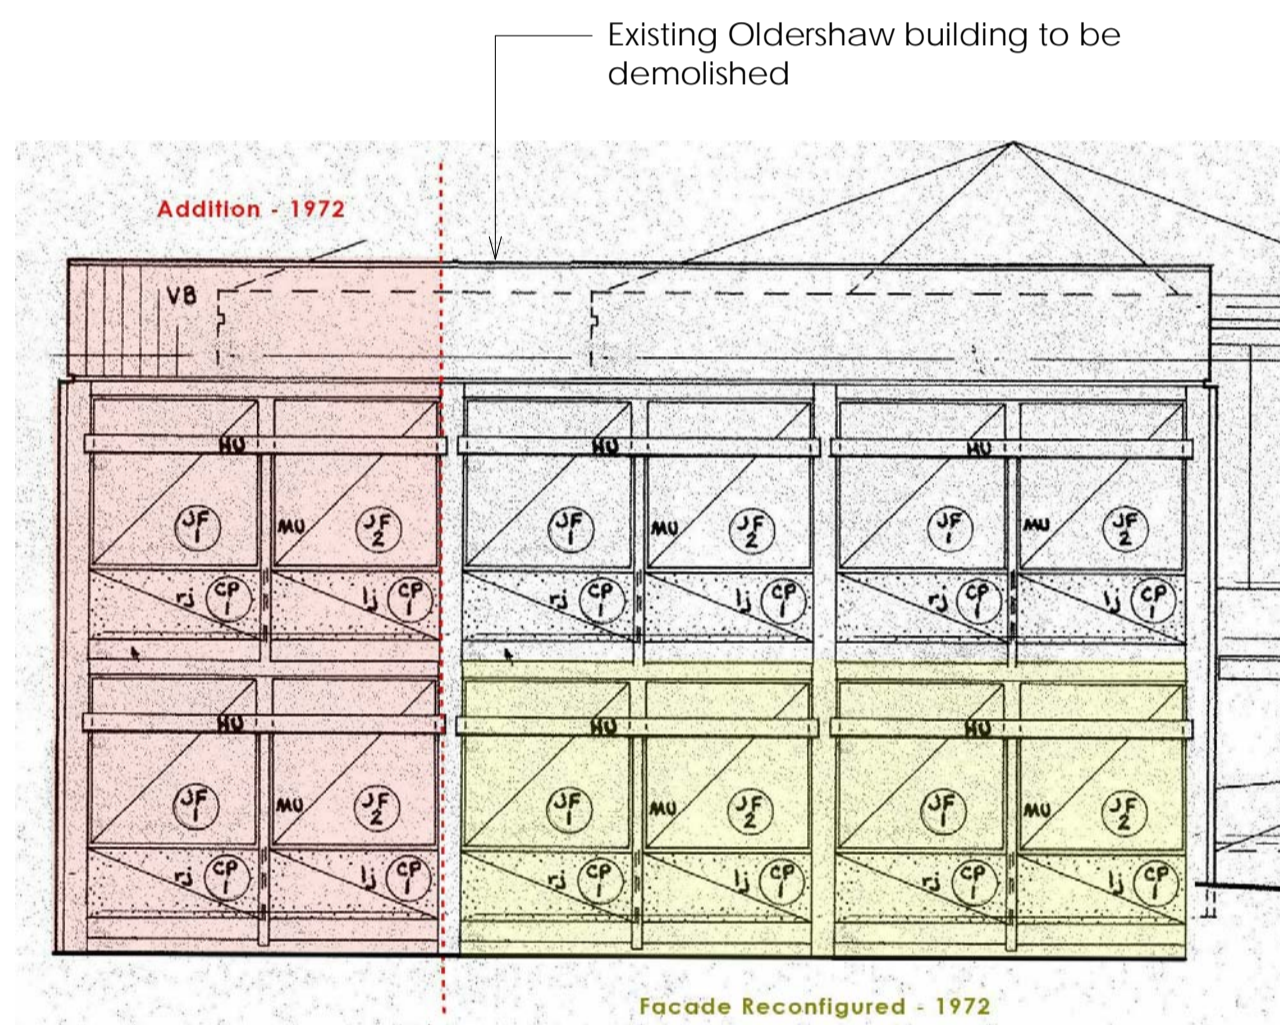 Existing Oldershaw building to be
demolished
Addition - 1972
VB
HU HU HU
JF 1 MU JF 2 JF 1 MU JF 2 JF 1 MU JF 2
rj CP 1 lj CP 1 rj CP 1 lj CP 1 rj CP 1 lj CP 1
HU HU HU
JF 1 MU JF 2 JF 1 MU JF 2 JF 1 MU JF 2
rj CP 1 lj CP 1 rj CP 1 lj CP 1 rj CP 1 lj CP 1
Facade Reconfigured - 1972